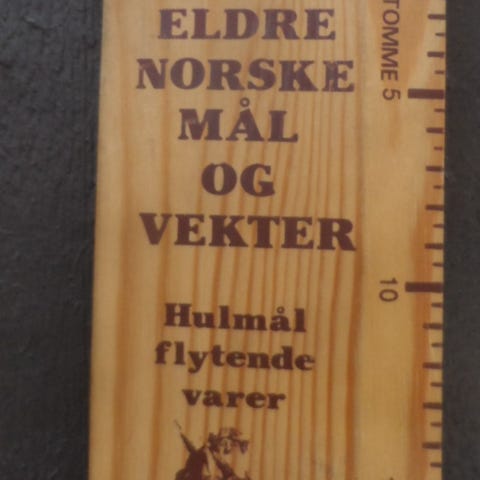 ELDRE
NORSKE
MÅL
OG
VEKTER
Hulmål
flytende
varer
TOMME 5
10